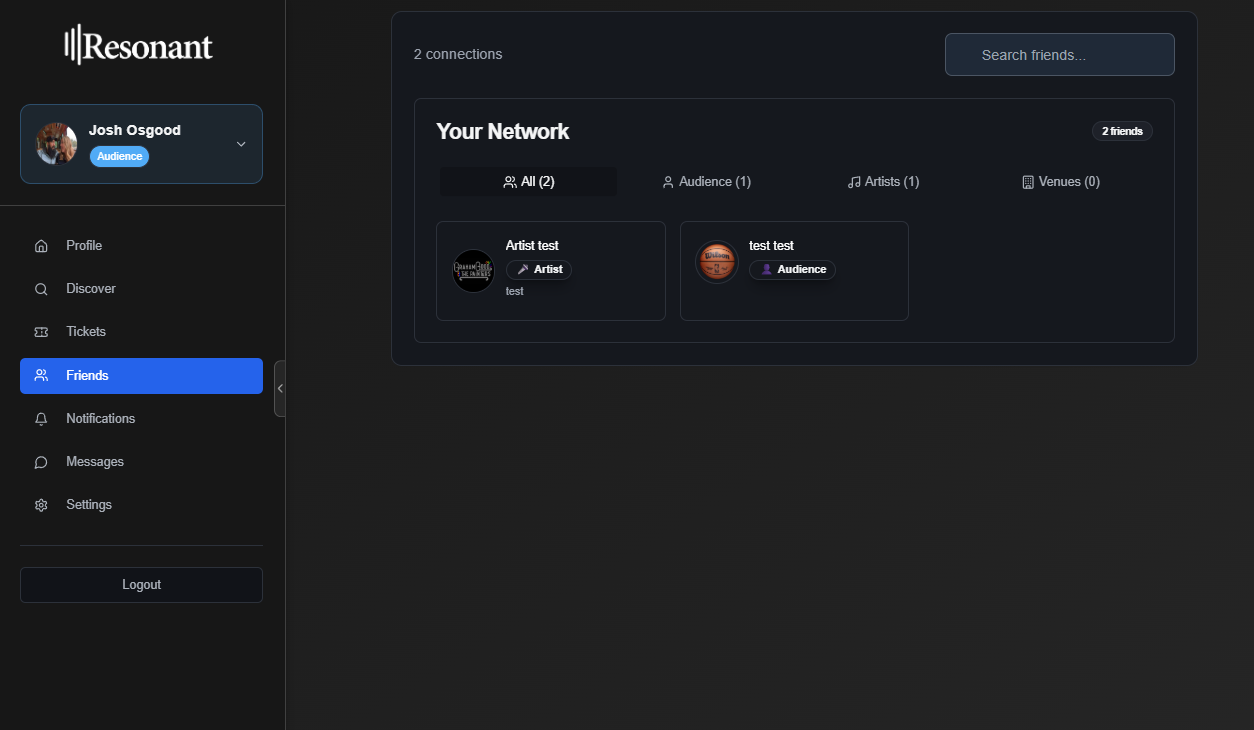 Resonant
Josh Osgood
Audience
Profile
Discover
Tickets
Friends
Notifications
Messages
Settings
Logout
2 connections
Search friends...
Your Network
2 friends
All (2)
Audience (1)
Artists (1)
Venues (0)
Artist test
Artist
test
test test
Audience
Wilson